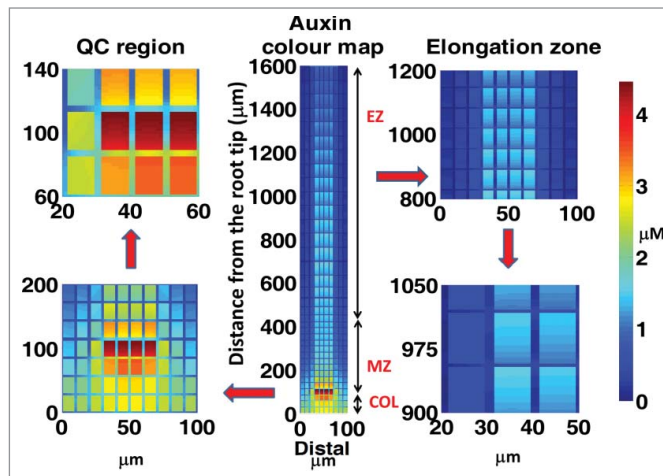 QC region
Auxin
colour map
Elongation zone
140
100
60
20 40 60
200
100
0
0 100
μm
Distance from the root tip (μm)
1600
1400
1200
1000
800
600
400
200
0
0 100
Distal
μm
EZ
MZ
COL
1200
1000
800
0 100
1050
975
900
20 30 40 50
μm
4
3
μM
2
1
0